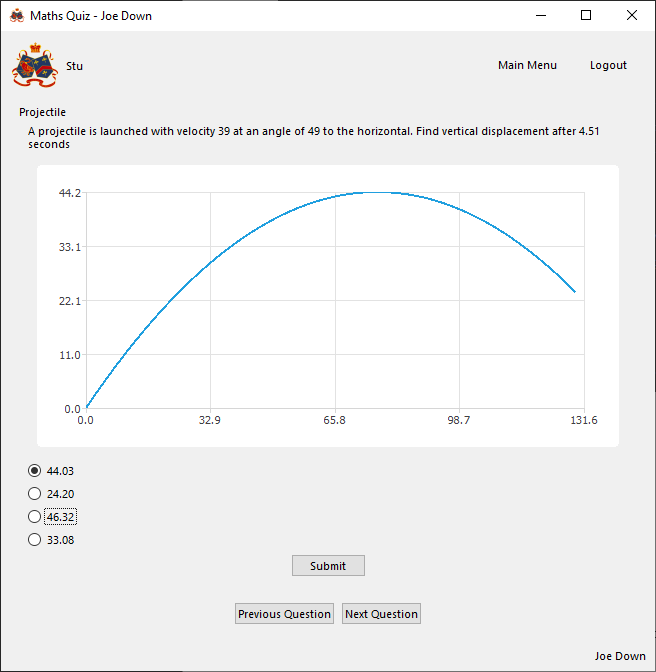 Maths Quiz - Joe Down
Stu
Main Menu
Logout
Projectile
A projectile is launched with velocity 39 at an angle of 49 to the horizontal. Find vertical displacement after 4.51
seconds
44.2
33.1
22.1
11.0
0.0
0.0 32.9 65.8 98.7 131.6
44.03
24.20
46.32
33.08
Submit
Previous Question Next Question
Joe Down